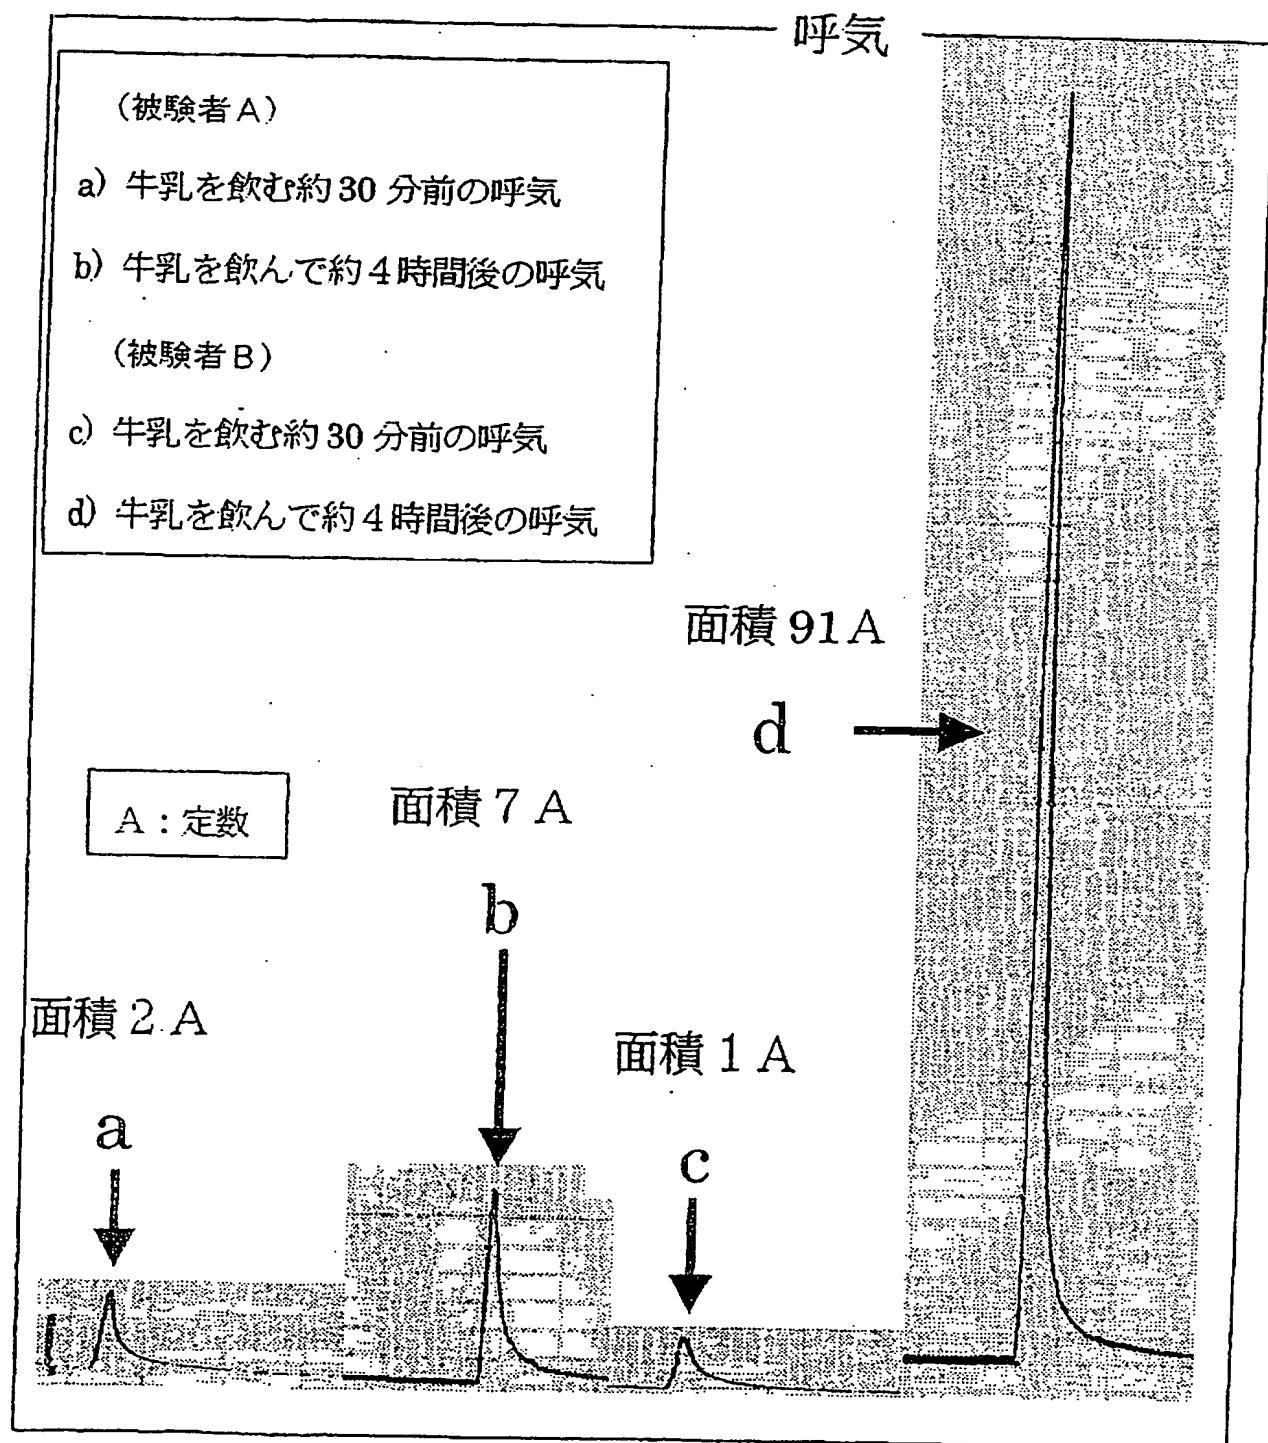 呼気
(被験者A)
a) 牛乳を飲む約30分前の呼気
b) 牛乳を飲んで約4時間後の呼気
(被験者B)
c) 牛乳を飲む約30分前の呼気
d) 牛乳を飲んで約4時間後の呼気
面積91A
d
A:定数
面積7A
b
面積2A
面積1A
a
c